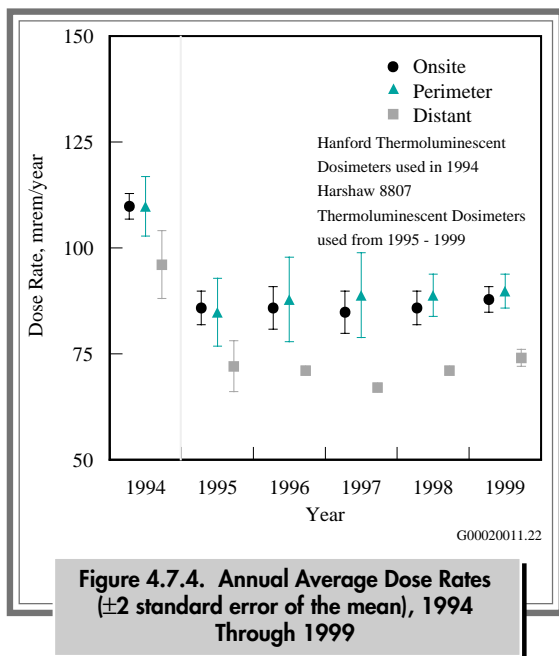 150
125
100
75
50
Dose Rate, mrem/year
Onsite
Perimeter
Distant
Hanford Thermoluminescent
Dosimeters used in 1994
Harshaw 8807
Thermoluminescent Dosimeters
used from 1995 - 1999
1994 1995 1996 1997 1998 1999
Year
G00020011.22
Figure 4.7.4. Annual Average Dose Rates
(±2 standard error of the mean), 1994
Through 1999